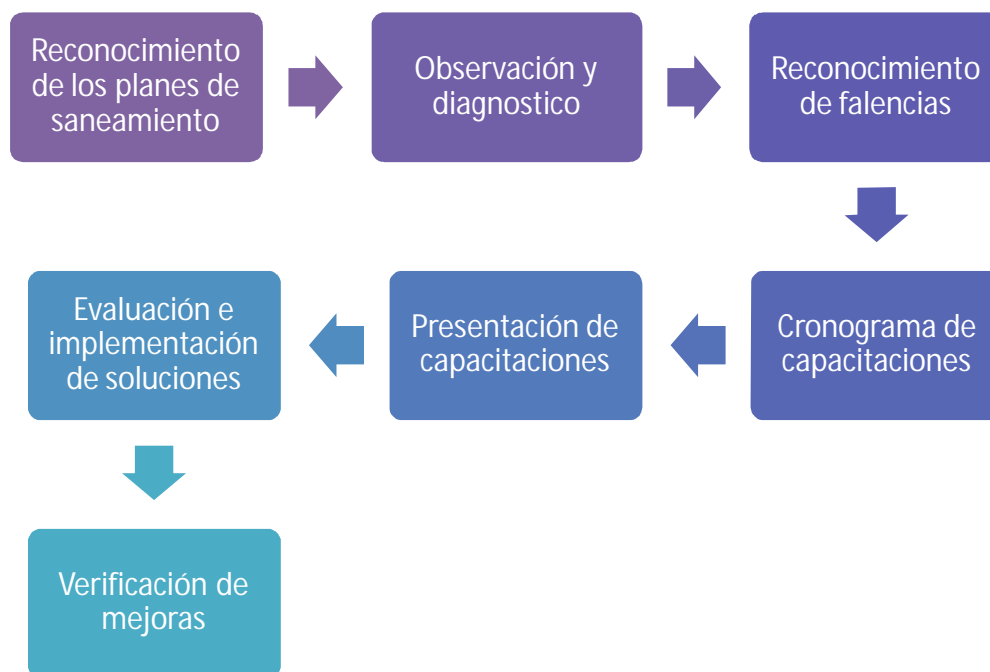 Reconocimiento
de los planes de
saneamiento
Observación y
diagnostico
Reconocimiento
de falencias
Cronograma de
capacitaciones
Presentación de
capacitaciones
Evaluación e
implementación
de soluciones
Verificación de
mejoras